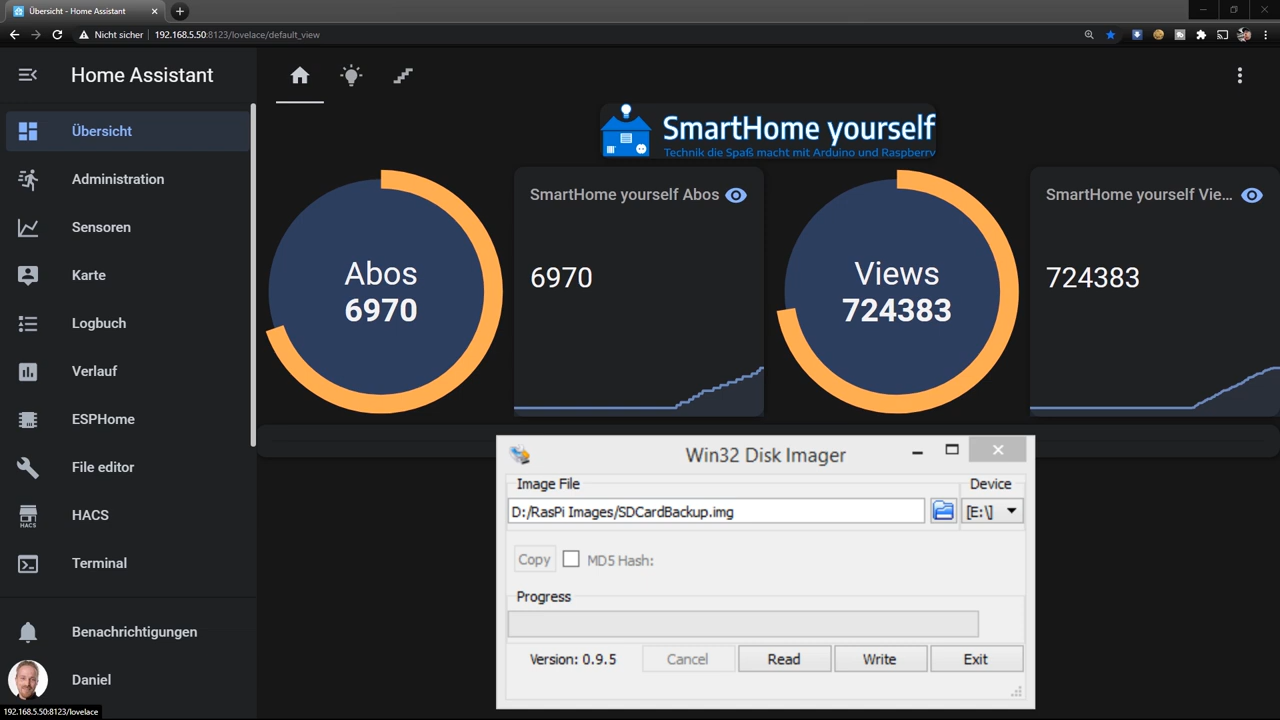 Übersicht - Home Assistant
Nicht sicher
192.168.5.50:8123/lovelace/default_view
Home Assistant
Übersicht
Administration
Sensoren
Karte
Logbuch
Verlauf
ESPHome
File editor
HACS
HACS
Terminal
Benachrichtigungen
Daniel
192.168.5.50:8123/lovelace
SmartHome yourself
Technik die Spaß macht mit Arduino und Raspberry
Abos
6970
SmartHome yourself Abos
6970
Views
724383
SmartHome yourself Vie...
724383
Win32 Disk Imager
Image File
Device
D:/RasPi Images/SDCardBackup.img
[E:\]
Copy
MD5 Hash:
Progress
Version: 0.9.5
Cancel
Read
Write
Exit